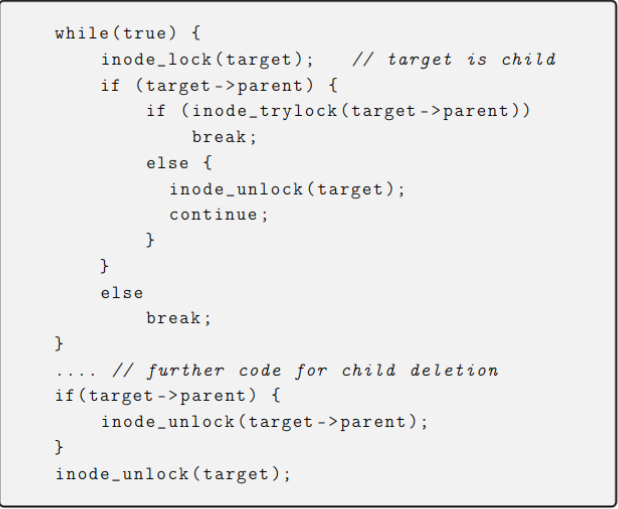 while(true) {
    inode_lock(target);   // target is child
    if (target->parent) {
        if (inode_trylock(target->parent))
            break;
        else {
          inode_unlock(target);
          continue;
        }
    }
    else
        break;
}
.... // further code for child deletion
if(target->parent) {
    inode_unlock(target->parent);
}
inode_unlock(target);